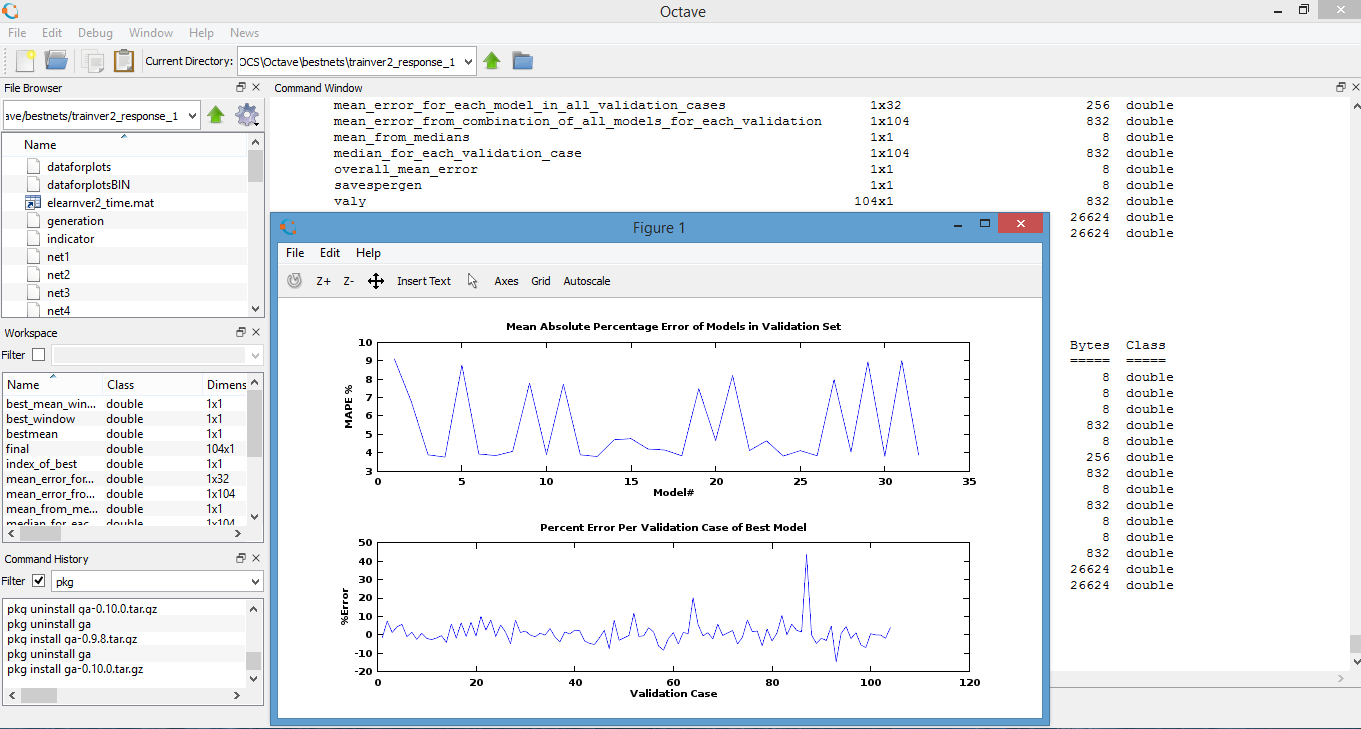 Octave
File Edit Debug Window Help News
Current Directory: OCS\Octave\bestnets\trainver2_response_1
File Browser
ave/bestnets/trainver2_response_1
Name
dataforplots
dataforplotsBIN
elearnver2_time.mat
generation
indicator
net1
net2
net3
net4
Workspace
Filter
Name Class Dimens
best_mean_win... double 1x1
best_window double 1x1
bestmean double 1x1
final double 104x1
index_of_best double 1x1
mean_error_for... double 1x32
mean_error_fro... double 1x104
mean_from_me... double 1x1
median_for_eac... double 1x104
Command History
Filter pkg
pkg uninstall ga-0.10.0.tar.gz
pkg uninstall ga
pkg install ga-0.9.8.tar.gz
pkg uninstall ga
pkg install ga-0.10.0.tar.gz
Command Window
mean_error_for_each_model_in_all_validation_cases 1x32 256 double
mean_error_from_combination_of_all_models_for_each_validation 1x104 832 double
mean_from_medians 1x1 8 double
median_for_each_validation_case 1x104 832 double
overall_mean_error 1x1 8 double
savespergen 1x1 8 double
valy 104x1 832 double
26624 double
26624 double
Bytes Class
===== =====
8 double
8 double
8 double
832 double
8 double
256 double
832 double
8 double
832 double
8 double
8 double
832 double
26624 double
26624 double
Figure 1
File Edit Help
Z+ Z- Insert Text Axes Grid Autoscale
Mean Absolute Percentage Error of Models in Validation Set
MAPE %
10
9
8
7
6
5
4
3
0 5 10 15 20 25 30 35
Model#
Percent Error Per Validation Case of Best Model
%Error
50
40
30
20
10
0
-10
-20
0 20 40 60 80 100 120
Validation Case